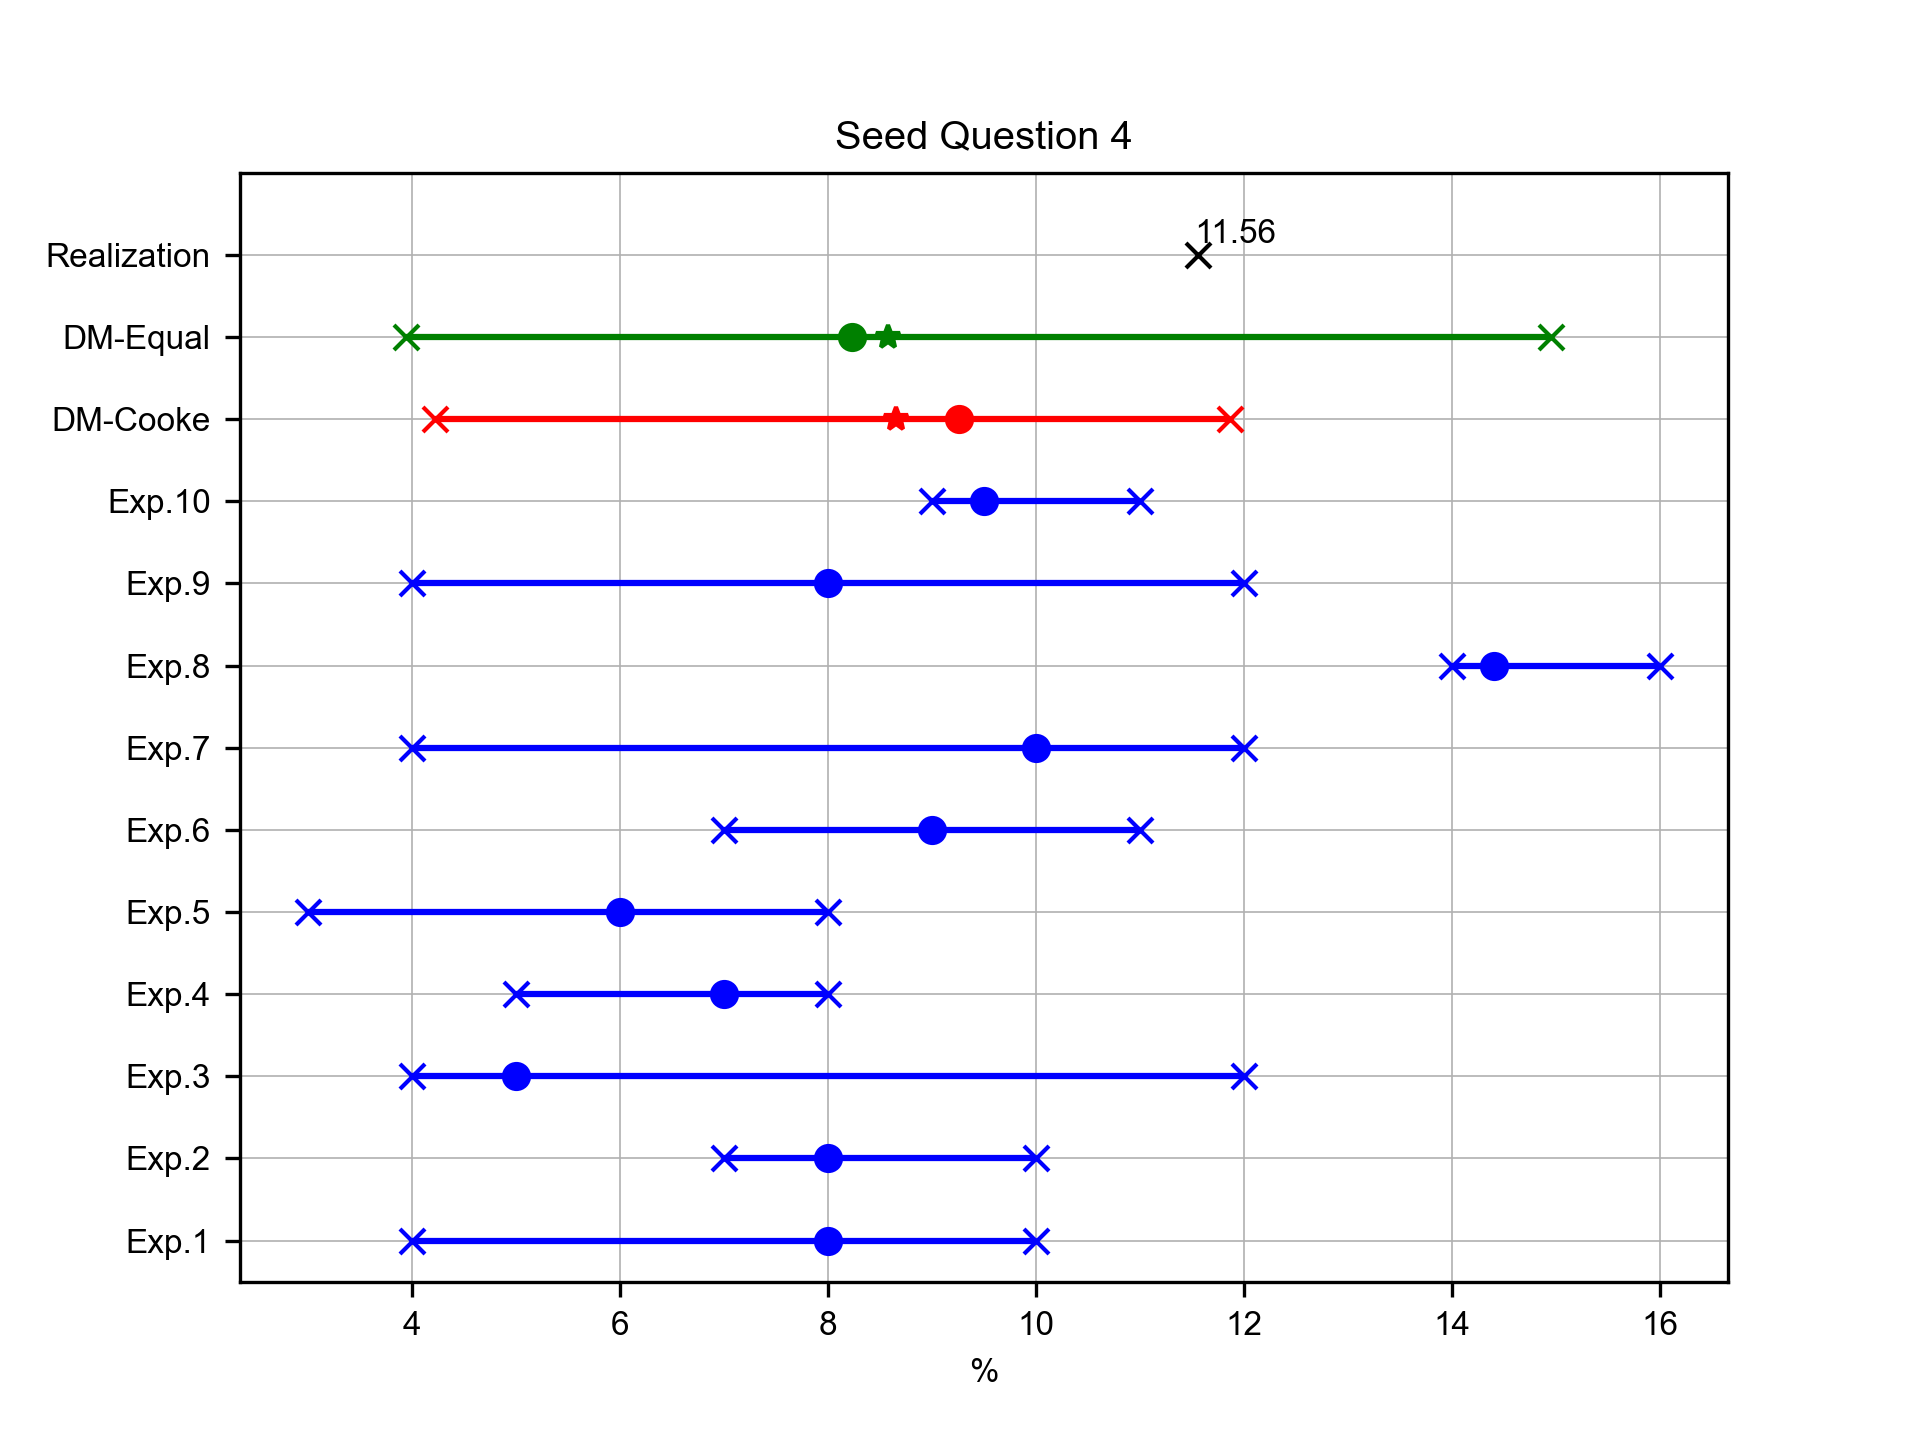 Seed Question 4
11.56
Realization
DM-Equal
DM-Cooke
Exp.10
Exp.9
Exp.8
Exp.7
Exp.6
Exp.5
Exp.4
Exp.3
Exp.2
Exp.1
4 6 8 10 12 14 16
%